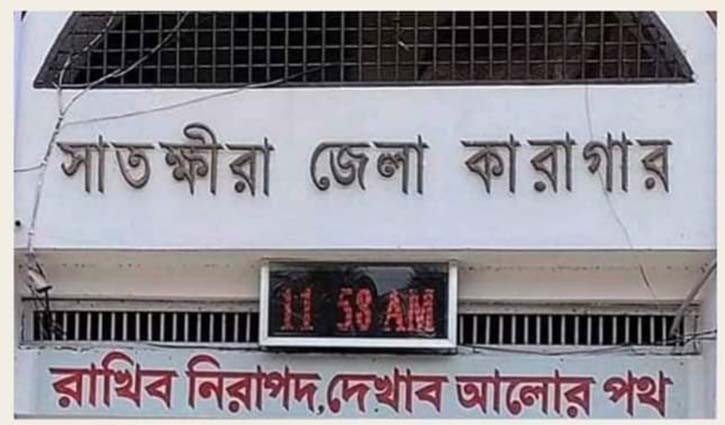 সাতক্ষীরা জেলা কারাগার
11 58 AM
রাখিব নিরাপদ,দেখাব আলোর পথ